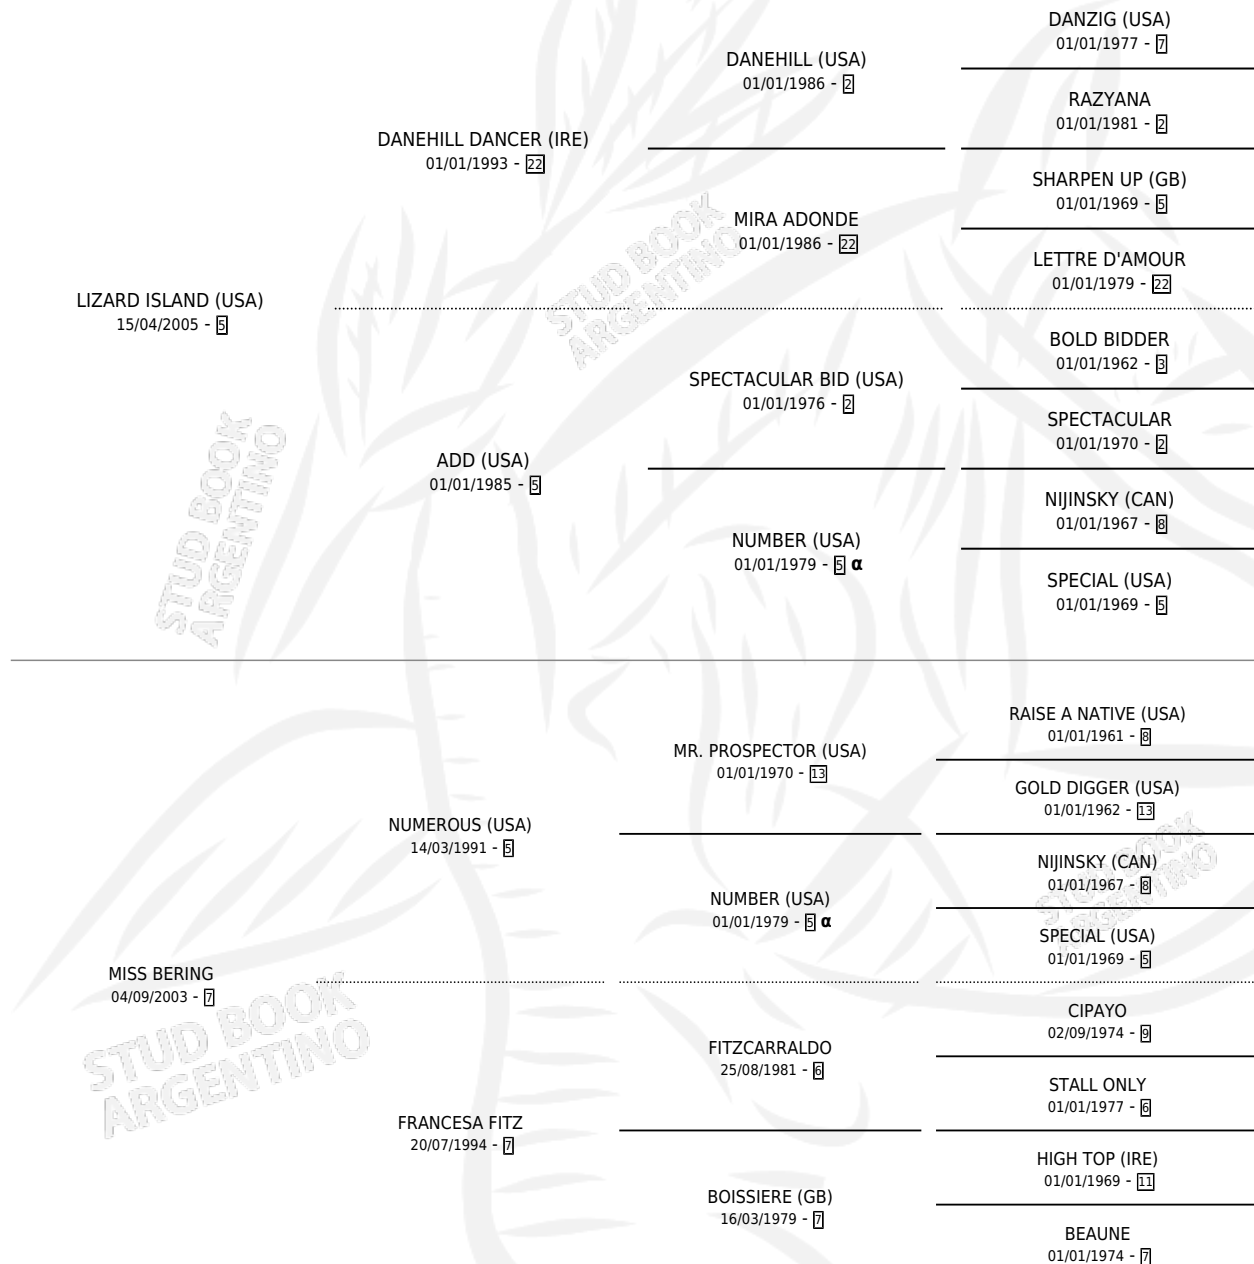 DANZIG (USA)
01/01/1977 - 7
DANEHILL (USA)
01/01/1986 - 2
RAZYANA
01/01/1981 - 2
DANEHILL DANCER (IRE)
01/01/1993 - 22
SHARPEN UP (GB)
01/01/1969 - 5
MIRA ADONDE
01/01/1986 - 22
LETTRE D'AMOUR
01/01/1979 - 22
STUD BOOK
ARGENTINO
LIZARD ISLAND (USA)
15/04/2005 - 5
BOLD BIDDER
01/01/1962 - 3
SPECTACULAR BID (USA)
01/01/1976 - 2
SPECTACULAR
01/01/1970 - 2
ADD (USA)
01/01/1985 - 5
NIJINSKY (CAN)
01/01/1967 - 8
NUMBER (USA)
01/01/1979 - 5 α
SPECIAL (USA)
01/01/1969 - 5
STUD BOOK
ARGENTINO
RAISE A NATIVE (USA)
01/01/1961 - 8
MR. PROSPECTOR (USA)
01/01/1970 - 13
GOLD DIGGER (USA)
01/01/1962 - 13
NUMEROUS (USA)
14/03/1991 - 5
NIJINSKY (CAN)
01/01/1967 - 8
NUMBER (USA)
01/01/1979 - 5 α
SPECIAL (USA)
01/01/1969 - 5
STUD BOOK
ARGENTINO
MISS BERING
04/09/2003 - 7
CIPAYO
02/09/1974 - 9
FITZCARRALDO
25/08/1981 - 6
STALL ONLY
01/01/1977 - 6
STUD BOOK
ARGENTINO
FRANCESA FITZ
20/07/1994 - 7
HIGH TOP (IRE)
01/01/1969 - 11
BOISSIERE (GB)
16/03/1979 - 7
BEAUNE
01/01/1974 - 7